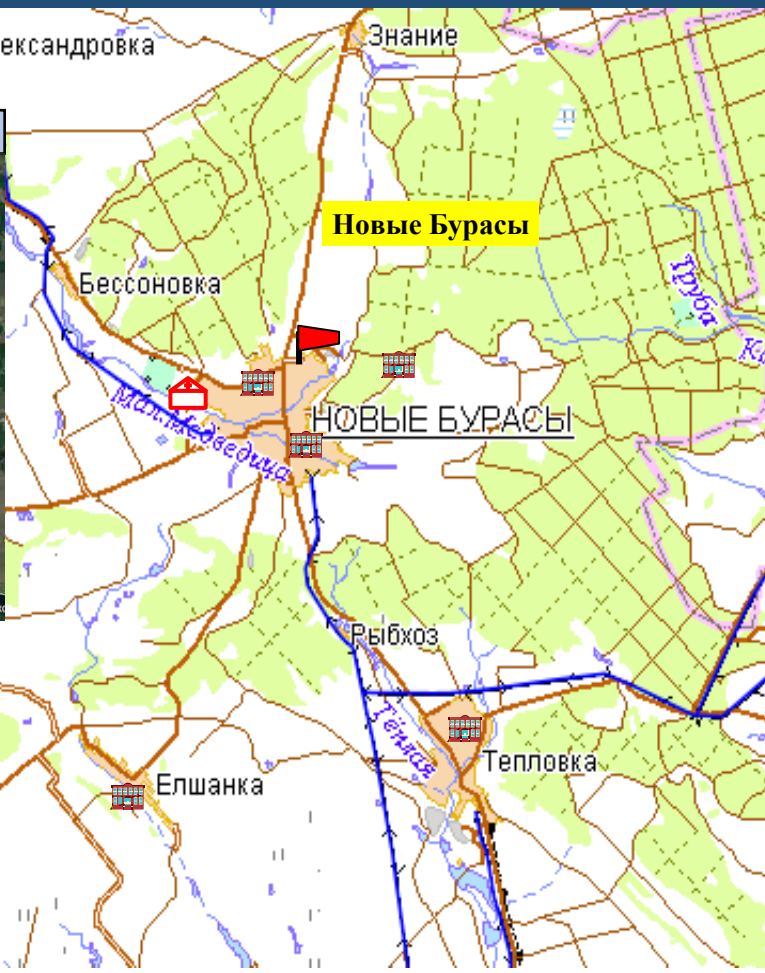 ександровка
Знание
Новые Бурасы
Бессоновка
Труба
НОВЫЕ БУРАСЫ
Мал. Медведица
Рыбхоз
Тёплая
Тепловка
Елшанка